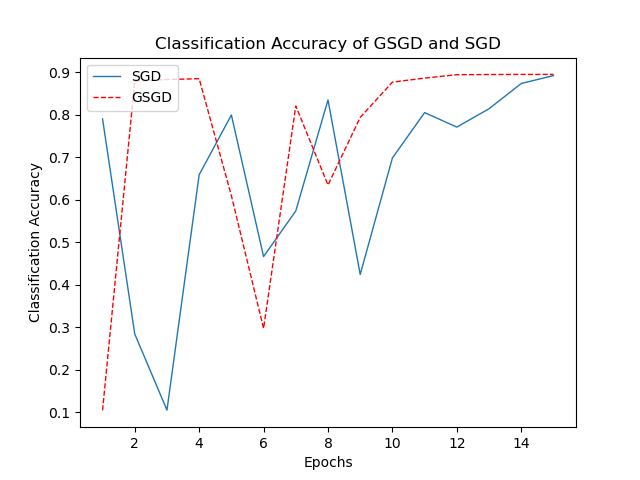 Classification Accuracy of GSGD and SGD
SGD
GSGD
Classification Accuracy
0.9
0.8
0.7
0.6
0.5
0.4
0.3
0.2
0.1
2 4 6 8 10 12 14
Epochs